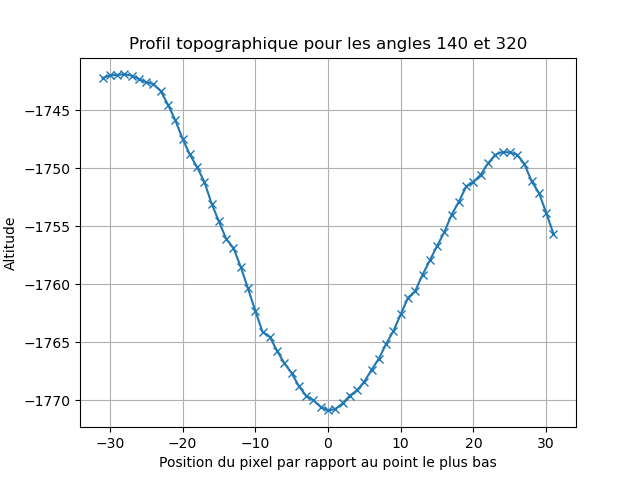 Profil topographique pour les angles 140 et 320
Altitude
−1745
−1750
−1755
−1760
−1765
−1770
−30 −20 −10 0 10 20 30
Position du pixel par rapport au point le plus bas